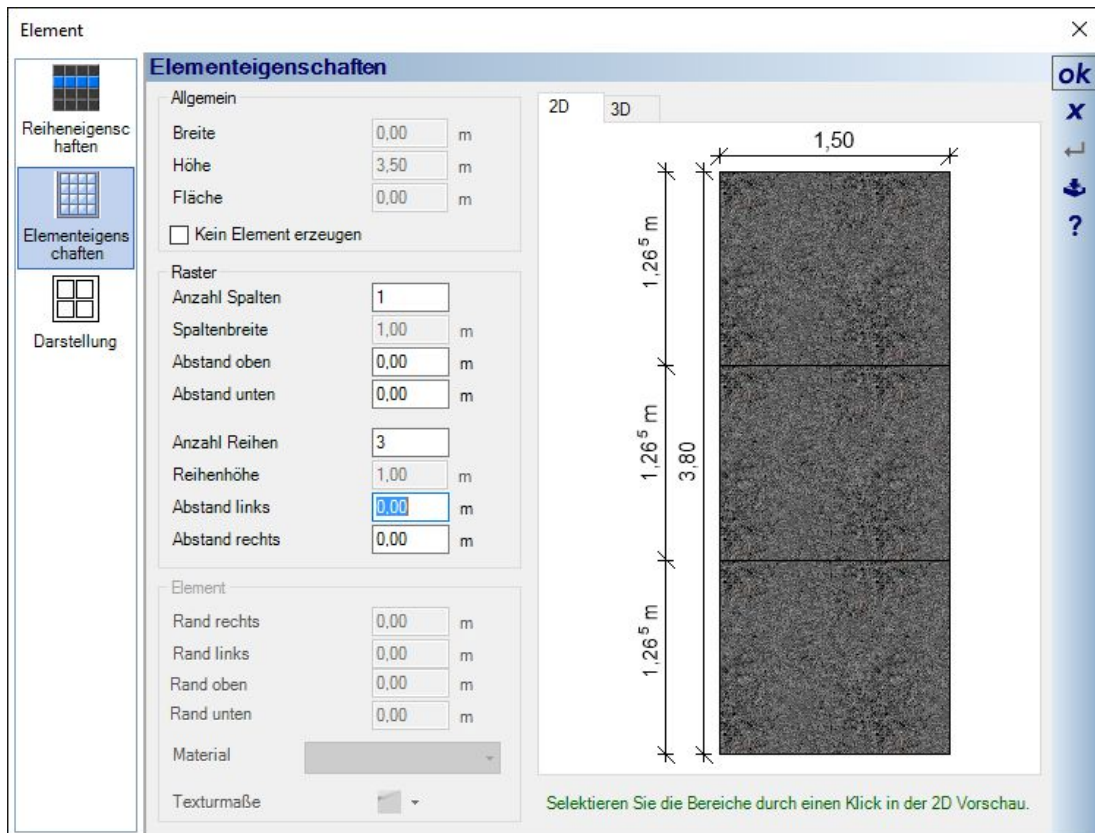 Element
Reiheneigensc
haften
Elementeigens
chaften
Darstellung
Elementeigenschaften
Allgemein
Breite 0,00 m
Höhe 3,50 m
Fläche 0,00 m
Kein Element erzeugen
Raster
Anzahl Spalten 1
Spaltenbreite 1,00 m
Abstand oben 0,00 m
Abstand unten 0,00 m
Anzahl Reihen 3
Reihenhöhe 1,00 m
Abstand links 0,00 m
Abstand rechts 0,00 m
Element
Rand rechts 0,00 m
Rand links 0,00 m
Rand oben 0,00 m
Rand unten 0,00 m
Material
Texturmaße
2D 3D
1,50
1,26⁵ m
1,26⁵ m
3,80
1,26⁵ m
Selektieren Sie die Bereiche durch einen Klick in der 2D Vorschau.
ok
x
?